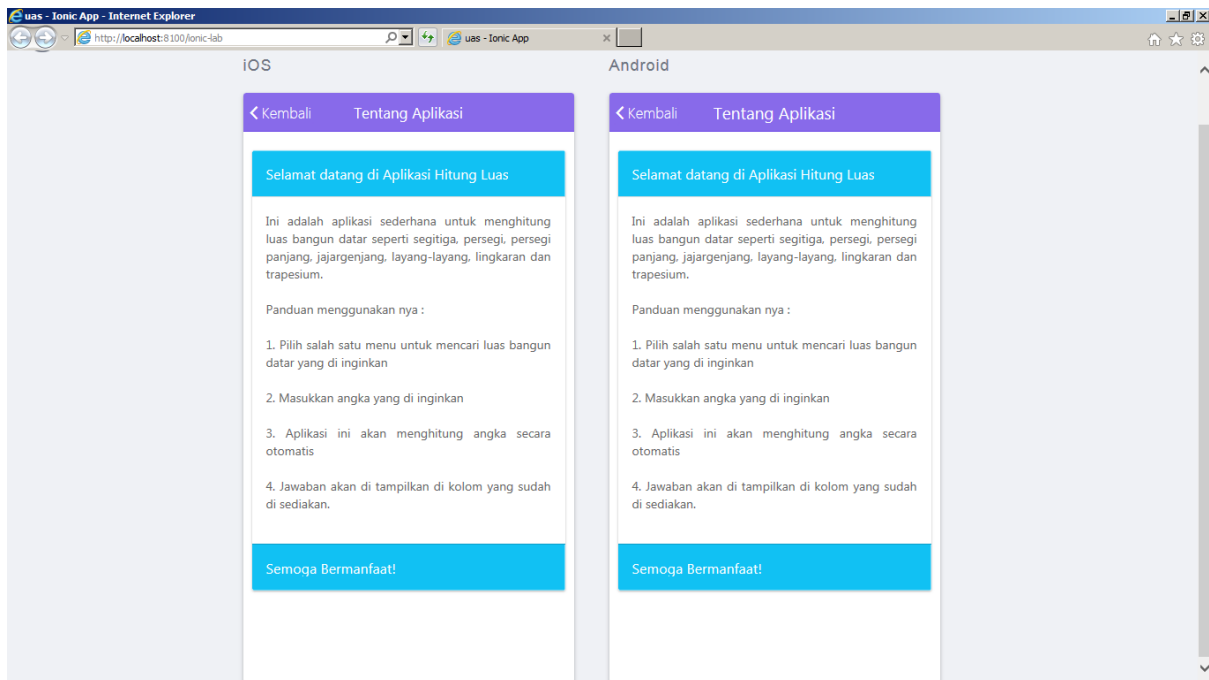 uas - Ionic App - Internet Explorer
http://localhost:8100/ionic-lab
uas - Ionic App
iOS
Kembali
Tentang Aplikasi
Selamat datang di Aplikasi Hitung Luas
Ini adalah aplikasi sederhana untuk menghitung
luas bangun datar seperti segitiga, persegi, persegi
panjang, jajargenjang, layang-layang, lingkaran dan
trapesium.
Panduan menggunakan nya :
1. Pilih salah satu menu untuk mencari luas bangun
datar yang di inginkan
2. Masukkan angka yang di inginkan
3. Aplikasi ini akan menghitung angka secara
otomatis
4. Jawaban akan di tampilkan di kolom yang sudah
di sediakan.
Semoga Bermanfaat!
Android
Kembali
Tentang Aplikasi
Selamat datang di Aplikasi Hitung Luas
Ini adalah aplikasi sederhana untuk menghitung
luas bangun datar seperti segitiga, persegi, persegi
panjang, jajargenjang, layang-layang, lingkaran dan
trapesium.
Panduan menggunakan nya :
1. Pilih salah satu menu untuk mencari luas bangun
datar yang di inginkan
2. Masukkan angka yang di inginkan
3. Aplikasi ini akan menghitung angka secara
otomatis
4. Jawaban akan di tampilkan di kolom yang sudah
di sediakan.
Semoga Bermanfaat!